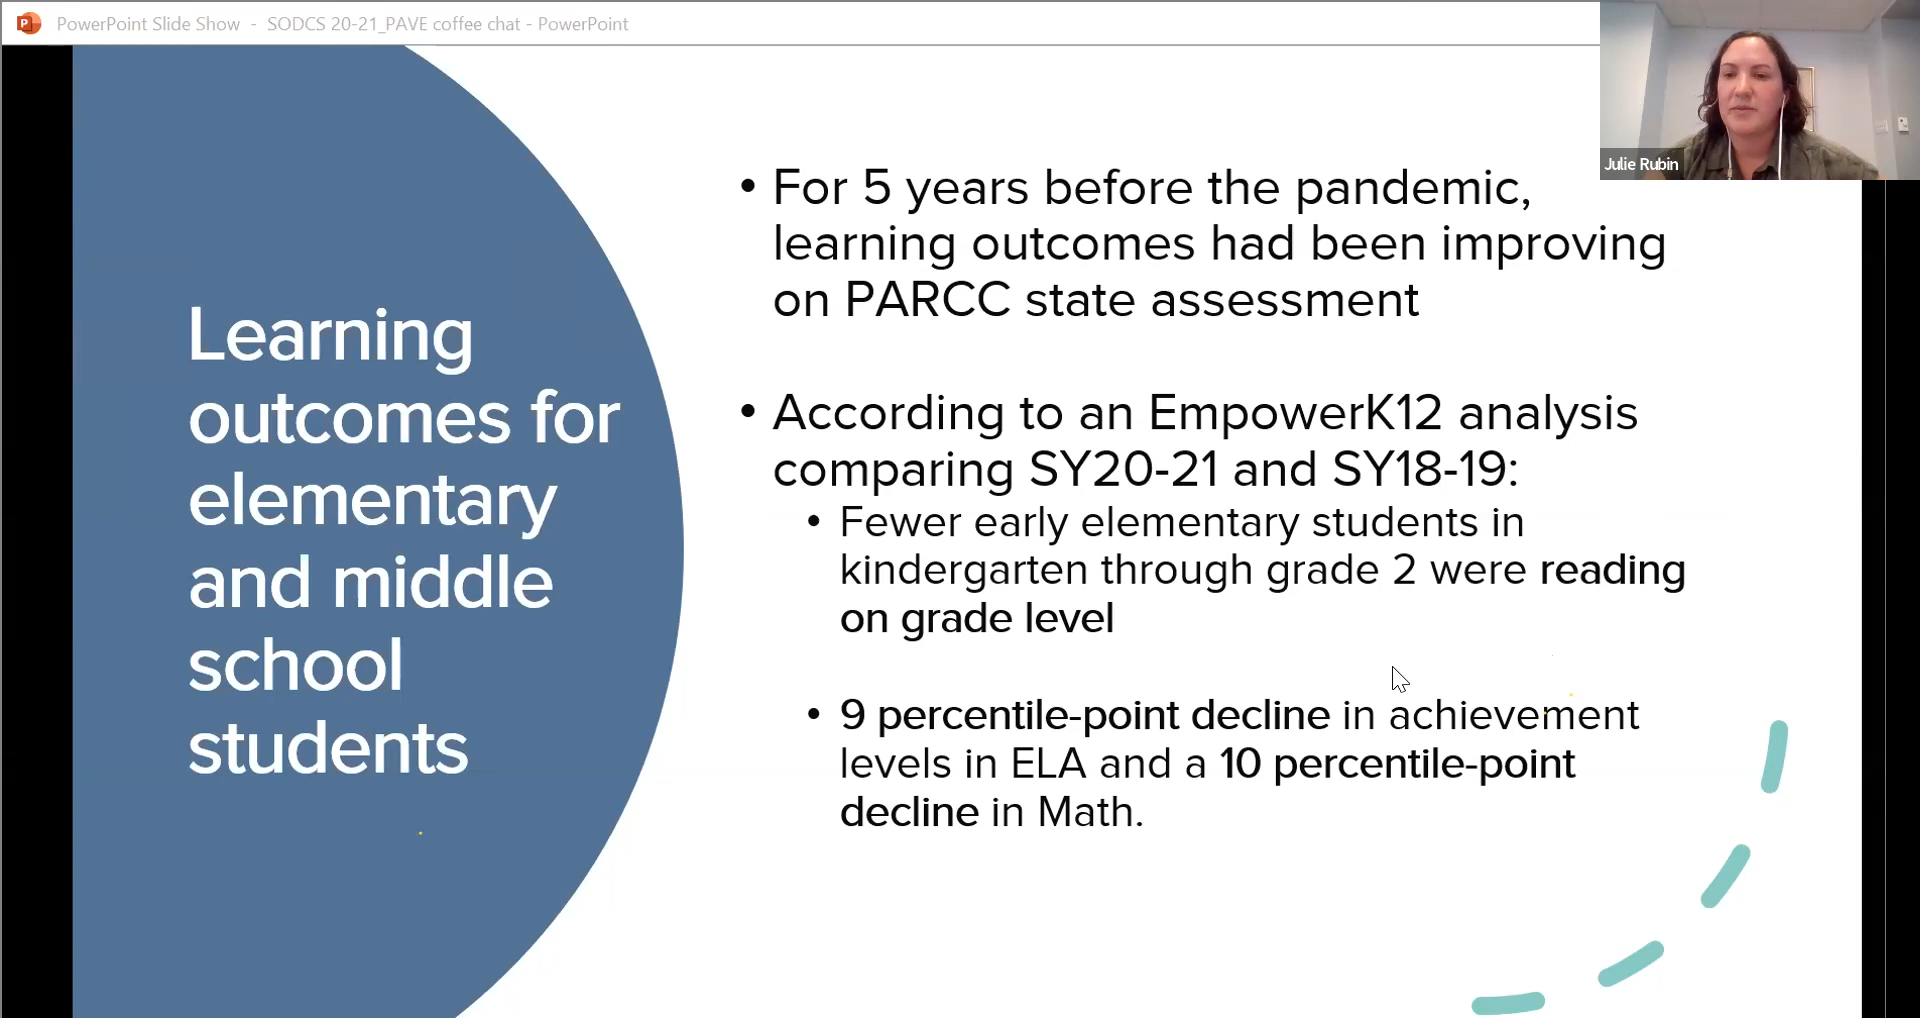 PowerPoint Slide Show - SODCS 20-21_PAVE coffee chat - PowerPoint
Julie Rubin
Learning
outcomes for
elementary
and middle
school
students
• For 5 years before the pandemic,
learning outcomes had been improving
on PARCC state assessment
• According to an EmpowerK12 analysis
comparing SY20-21 and SY18-19:
• Fewer early elementary students in
kindergarten through grade 2 were reading
on grade level
• 9 percentile-point decline in achievement
levels in ELA and a 10 percentile-point
decline in Math.